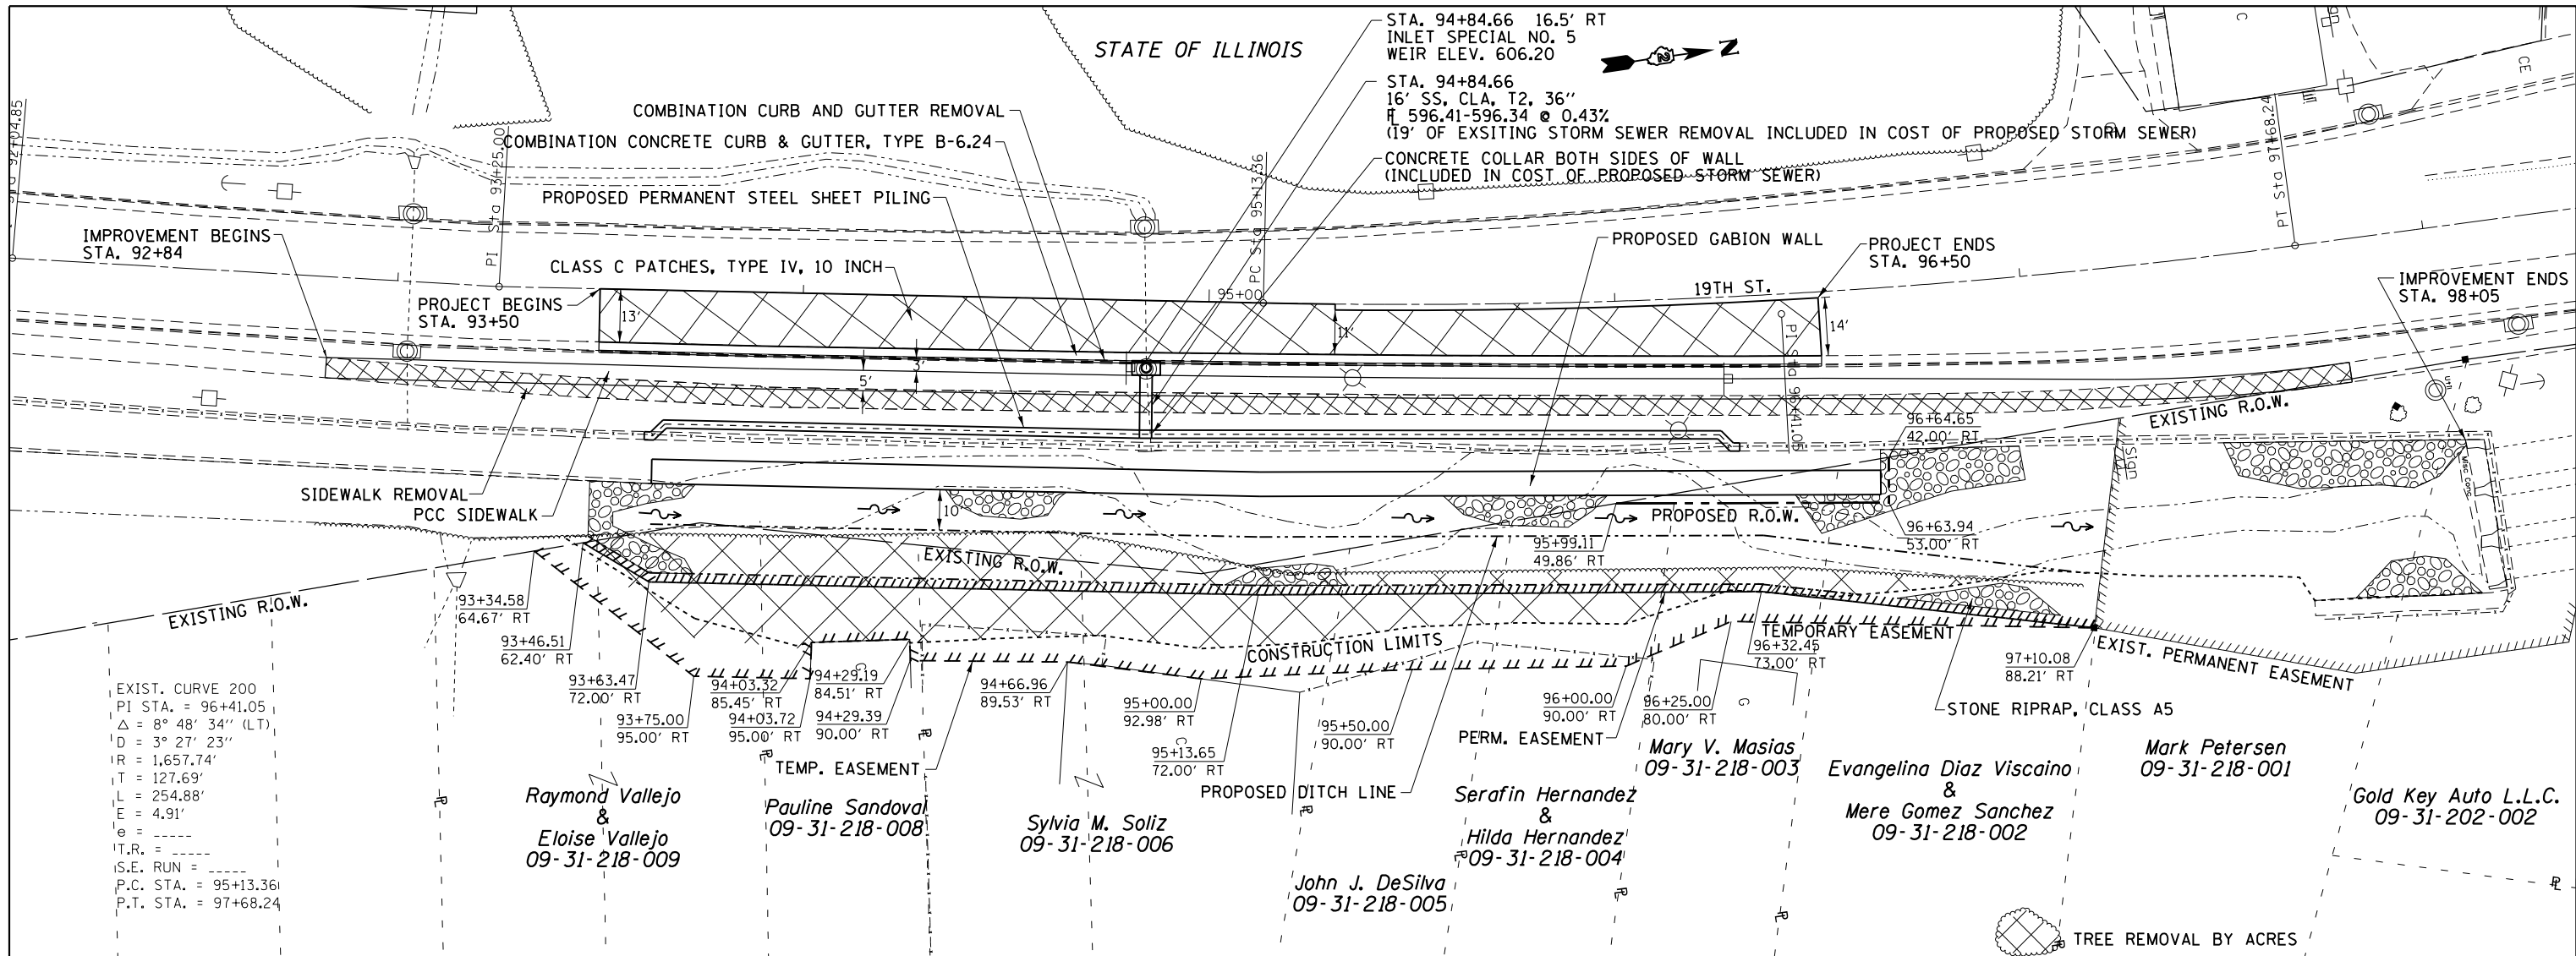 STATE OF ILLINOIS
STA. 94+84.66 16.5' RT
INLET SPECIAL NO. 5
WEIR ELEV. 606.20
N
STA. 94+84.66
16' SS, CLA, T2, 36"
FL 596.41-596.34 @ 0.43%
(19' OF EXSITING STORM SEWER REMOVAL INCLUDED IN COST OF PROPOSED STORM SEWER)
CONCRETE COLLAR BOTH SIDES OF WALL
(INCLUDED IN COST OF PROPOSED STORM SEWER)
COMBINATION CURB AND GUTTER REMOVAL
COMBINATION CONCRETE CURB & GUTTER, TYPE B-6.24
PROPOSED PERMANENT STEEL SHEET PILING
CLASS C PATCHES, TYPE IV, 10 INCH
IMPROVEMENT BEGINS
STA. 92+84
PROJECT BEGINS
STA. 93+50
PI Sta 93+25.00
PC Sta 95+13.36
95+00
PROPOSED GABION WALL
19TH ST.
PROJECT ENDS
STA. 96+50
PT Sta 97+68.24
CE
IMPROVEMENT ENDS
STA. 98+05
13'
11'
14'
3'
5'
PI Sta 96+41.05
SIDEWALK REMOVAL
PCC SIDEWALK
10'
EXISTING R.O.W.
EXISTING R.O.W.
EXISTING R.O.W.
PROPOSED R.O.W.
Sign
96+64.65
42.00' RT
96+63.94
53.00' RT
95+99.11
49.86' RT
93+34.58
64.67' RT
93+46.51
62.40' RT
93+63.47
72.00' RT
93+75.00
95.00' RT
94+03.32
85.45' RT
94+03.72
95.00' RT
94+29.19
84.51' RT
94+29.39
90.00' RT
94+66.96
89.53' RT
95+00.00
92.98' RT
95+13.65
72.00' RT
95+50.00
90.00' RT
96+00.00
90.00' RT
96+25.00
80.00' RT
96+32.45
73.00' RT
97+10.08
88.21' RT
CONSTRUCTION LIMITS
TEMPORARY EASEMENT
EXIST. PERMANENT EASEMENT
STONE RIPRAP, CLASS A5
PERM. EASEMENT
TEMP. EASEMENT
PROPOSED DITCH LINE
EXIST. CURVE 200
PI STA. = 96+41.05
Δ = 8° 48' 34" (LT)
D = 3° 27' 23"
R = 1,657.74'
T = 127.69'
L = 254.88'
E = 4.91'
e = _____
T.R. = _____
S.E. RUN = _____
P.C. STA. = 95+13.36
P.T. STA. = 97+68.24
Raymond Vallejo
&
Eloise Vallejo
09-31-218-009
Pauline Sandoval
09-31-218-008
Sylvia M. Soliz
09-31-218-006
John J. DeSilva
09-31-218-005
Serafin Hernandez
&
Hilda Hernandez
09-31-218-004
Mary V. Masias
09-31-218-003
Evangelina Diaz Viscaino
&
Mere Gomez Sanchez
09-31-218-002
Mark Petersen
09-31-218-001
Gold Key Auto L.L.C.
09-31-202-002
TREE REMOVAL BY ACRES